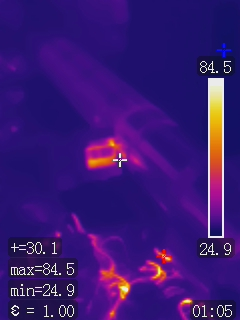 84.5
24.9
+=30.1
max=84.5
min=24.9
ε = 1.00
01:05